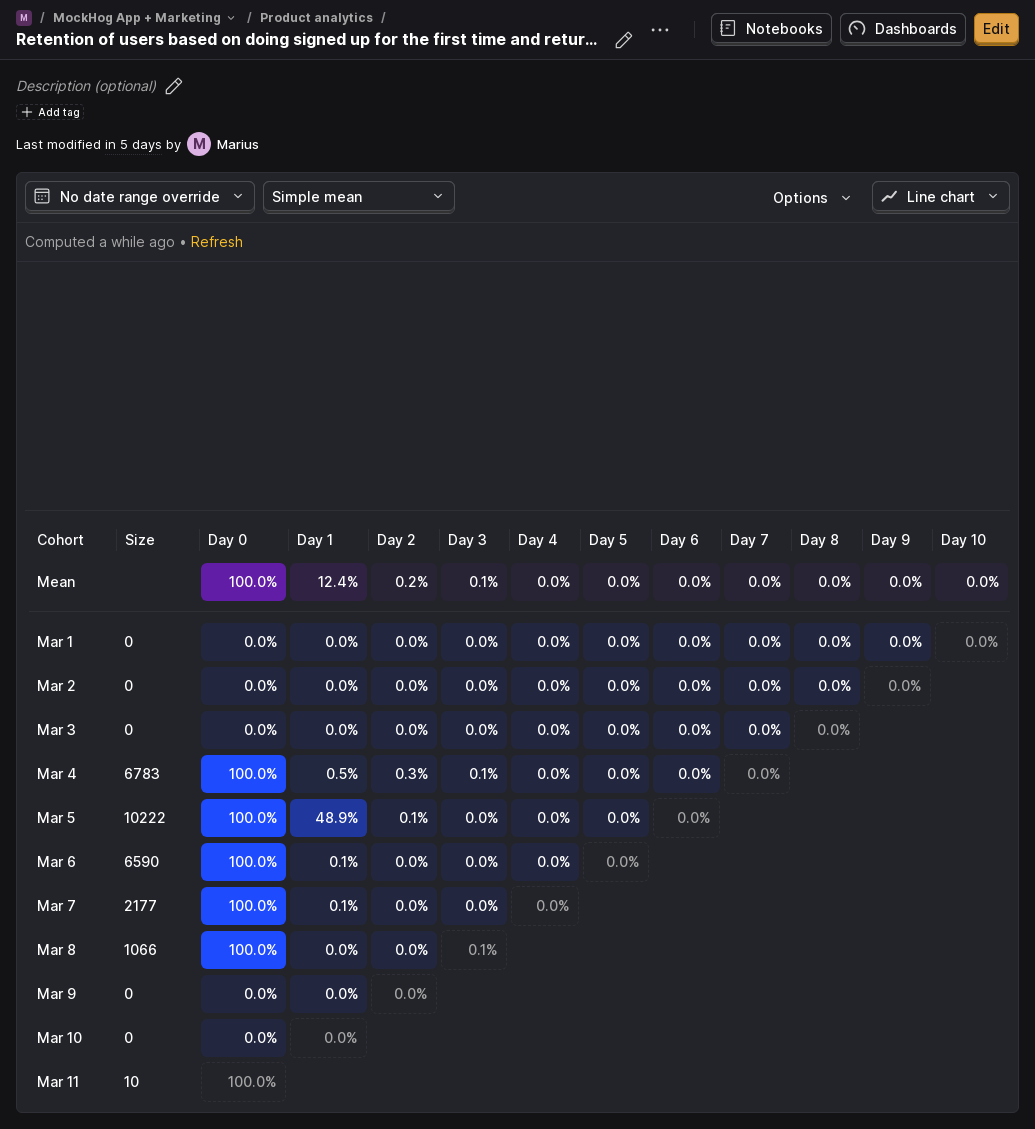 M / MockHog App + Marketing / Product analytics /
Retention of users based on doing signed up for the first time and retur...
Notebooks Dashboards Edit
Description (optional)
Add tag
Last modified in 5 days by M Marius
No date range override Simple mean Options Line chart
Computed a while ago • Refresh
Cohort Size Day 0 Day 1 Day 2 Day 3 Day 4 Day 5 Day 6 Day 7 Day 8 Day 9 Day 10
Mean 100.0% 12.4% 0.2% 0.1% 0.0% 0.0% 0.0% 0.0% 0.0% 0.0% 0.0%
Mar 1 0 0.0% 0.0% 0.0% 0.0% 0.0% 0.0% 0.0% 0.0% 0.0% 0.0% 0.0%
Mar 2 0 0.0% 0.0% 0.0% 0.0% 0.0% 0.0% 0.0% 0.0% 0.0% 0.0%
Mar 3 0 0.0% 0.0% 0.0% 0.0% 0.0% 0.0% 0.0% 0.0% 0.0%
Mar 4 6783 100.0% 0.5% 0.3% 0.1% 0.0% 0.0% 0.0% 0.0%
Mar 5 10222 100.0% 48.9% 0.1% 0.0% 0.0% 0.0% 0.0%
Mar 6 6590 100.0% 0.1% 0.0% 0.0% 0.0% 0.0%
Mar 7 2177 100.0% 0.1% 0.0% 0.0% 0.0%
Mar 8 1066 100.0% 0.0% 0.0% 0.1%
Mar 9 0 0.0% 0.0% 0.0%
Mar 10 0 0.0% 0.0%
Mar 11 10 100.0%